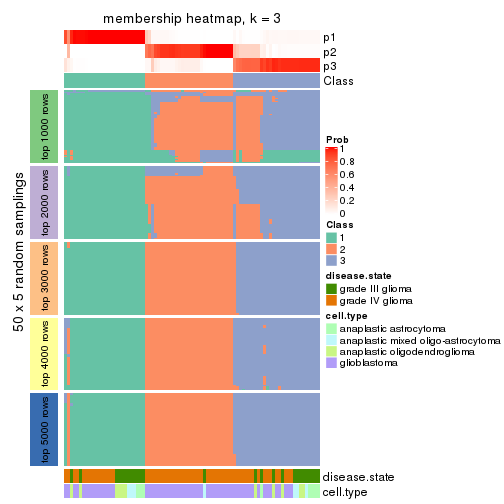 membership heatmap, k = 3
p1
p2
p3
Class
50 x 5 random samplings
top 1000 rows
top 2000 rows
top 3000 rows
top 4000 rows
top 5000 rows
Prob
1
0.8
0.6
0.4
0.2
0
Class
1
2
3
disease.state
grade III glioma
grade IV glioma
cell.type
anaplastic astrocytoma
anaplastic mixed oligo-astrocytoma
anaplastic oligodendroglioma
glioblastoma
disease.state
cell.type